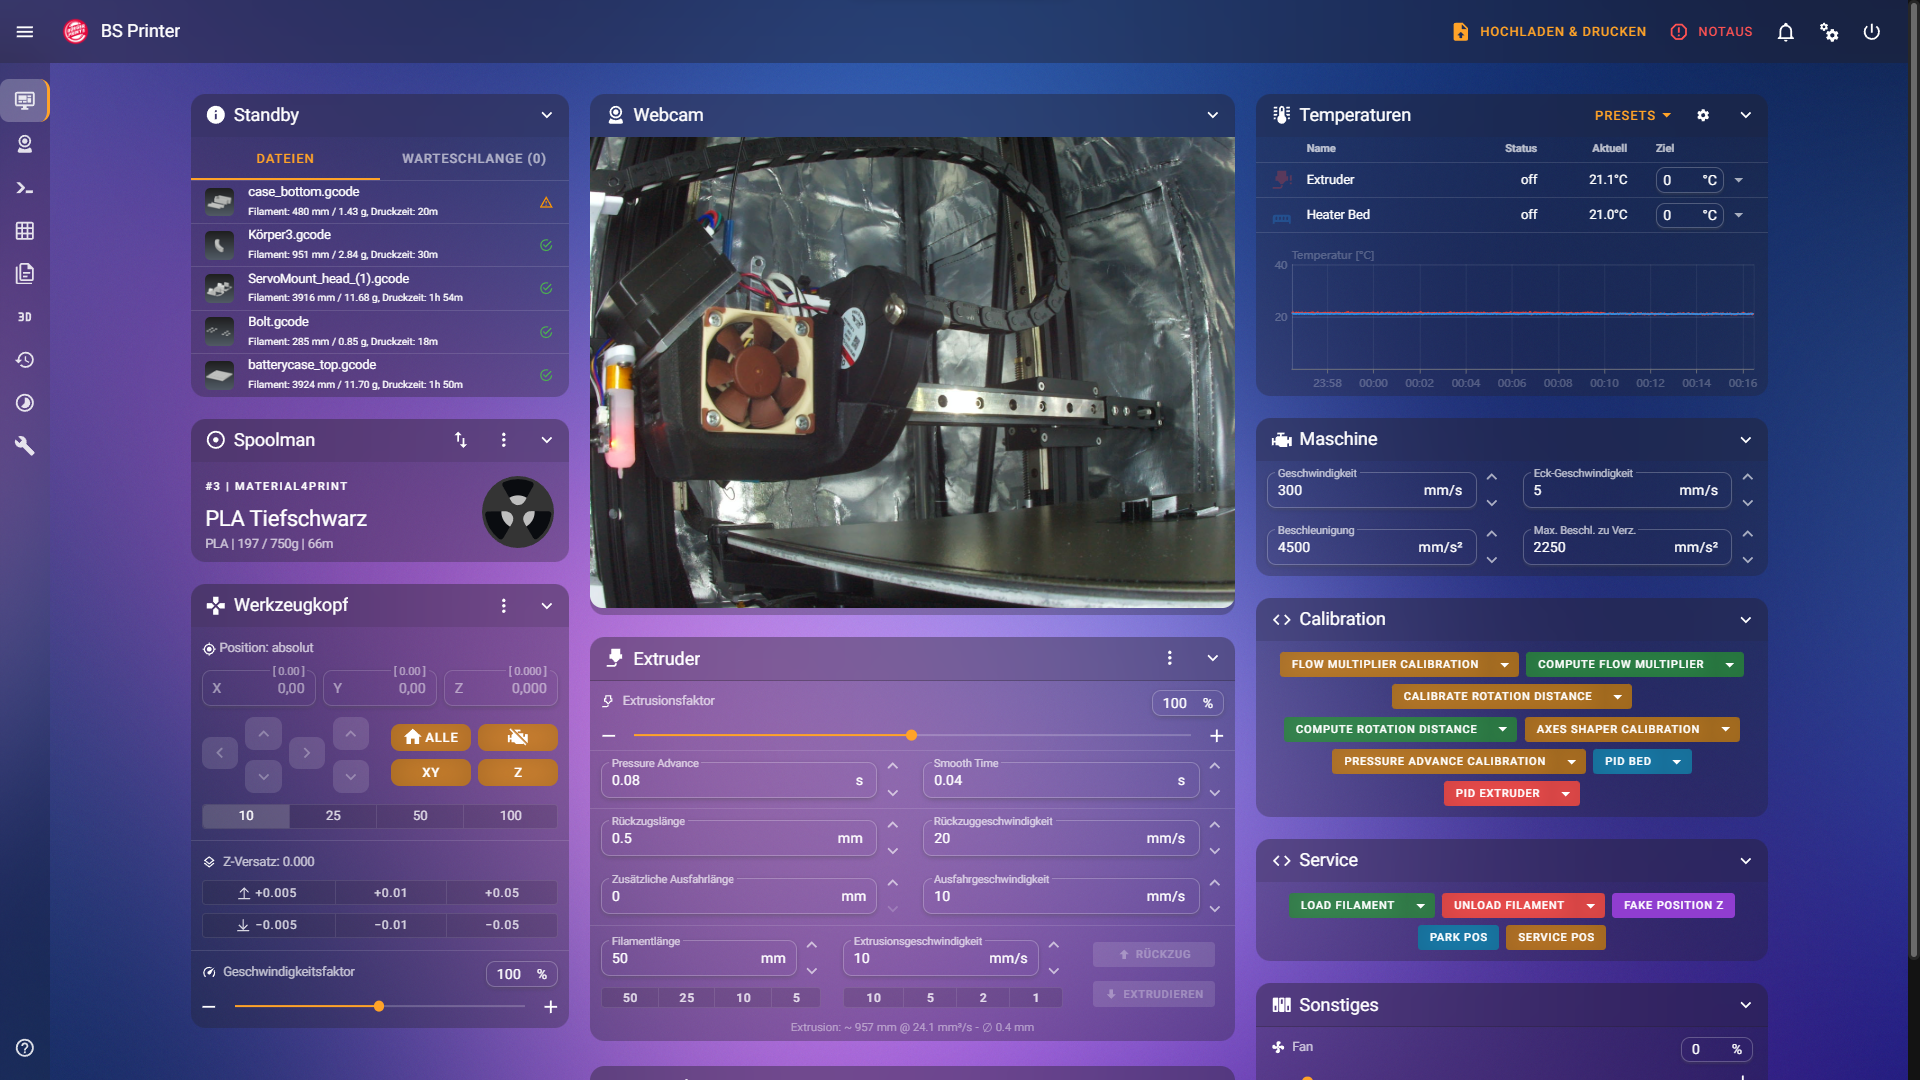 BS Printer
HOCHLADEN & DRUCKEN
NOTAUS
3D
Standby
DATEIEN
WARTESCHLANGE (0)
case_bottom.gcode
Filament: 480 mm / 1.43 g, Druckzeit: 20m
Körper3.gcode
Filament: 951 mm / 2.84 g, Druckzeit: 30m
ServoMount_head_(1).gcode
Filament: 3916 mm / 11.68 g, Druckzeit: 1h 54m
Bolt.gcode
Filament: 285 mm / 0.85 g, Druckzeit: 18m
batterycase_top.gcode
Filament: 3924 mm / 11.70 g, Druckzeit: 1h 50m
Spoolman
#3 | MATERIAL4PRINT
PLA Tiefschwarz
PLA | 197 / 750g | 66m
Werkzeugkopf
Position: absolut
[ 0.00 ]
X 0,00
[ 0.00 ]
Y 0,00
[ 0.000 ]
Z 0,000
ALLE
XY
Z
10 25 50 100
Z-Versatz: 0.000
+0.005 +0.01 +0.05
−0.005 −0.01 −0.05
Geschwindigkeitsfaktor
100 %
Webcam
Extruder
Extrusionsfaktor
100 %
Pressure Advance
0.08 s
Smooth Time
0.04 s
Rückzugslänge
0.5 mm
Rückzuggeschwindigkeit
20 mm/s
Zusätzliche Ausfahrlänge
0 mm
Ausfahrgeschwindigkeit
10 mm/s
Filamentlänge
50 mm
Extrusionsgeschwindigkeit
10 mm/s
50 25 10 5
10 5 2 1
RÜCKZUG
EXTRUDIEREN
Extrusion: ~ 957 mm @ 24.1 mm³/s - ∅ 0.4 mm
Temperaturen
PRESETS
Name Status Aktuell Ziel
Extruder off 21.1°C 0 °C
Heater Bed off 21.0°C 0 °C
Temperatur [°C]
40
20
23:58 00:00 00:02 00:04 00:06 00:08 00:10 00:12 00:14 00:16
Maschine
Geschwindigkeit
300 mm/s
Eck-Geschwindigkeit
5 mm/s
Beschleunigung
4500 mm/s²
Max. Beschl. zu Verz.
2250 mm/s²
Calibration
FLOW MULTIPLIER CALIBRATION
COMPUTE FLOW MULTIPLIER
CALIBRATE ROTATION DISTANCE
COMPUTE ROTATION DISTANCE
AXES SHAPER CALIBRATION
PRESSURE ADVANCE CALIBRATION
PID BED
PID EXTRUDER
Service
LOAD FILAMENT
UNLOAD FILAMENT
FAKE POSITION Z
PARK POS
SERVICE POS
Sonstiges
Fan
0 %